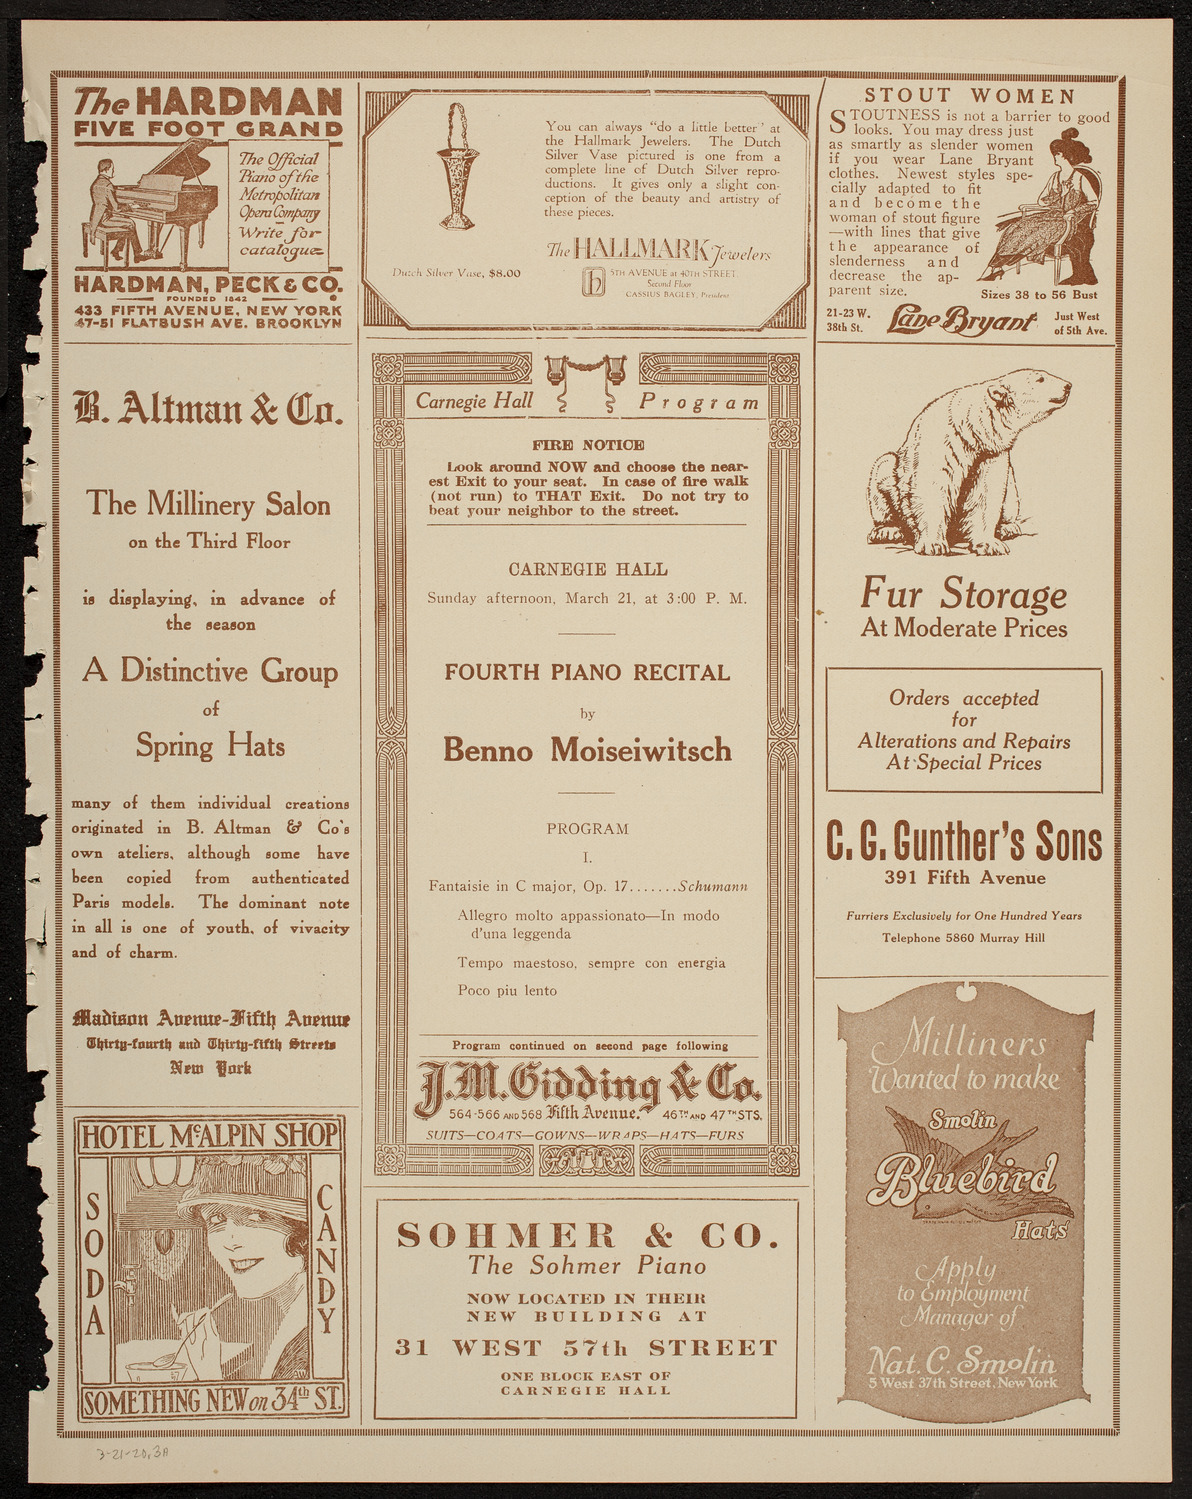 The HARDMAN
FIVE FOOT GRAND
The Official
Piano of the
Metropolitan
Opera Company
Write for
catalogue
HARDMAN, PECK & CO.
FOUNDED 1842
433 FIFTH AVENUE, NEW YORK
47-51 FLATBUSH AVE. BROOKLYN
B. Altman & Co.
The Millinery Salon
on the Third Floor
is displaying, in advance of
the season
A Distinctive Group
of
Spring Hats
many of them individual creations
originated in B. Altman & Co's
own ateliers, although some have
been copied from authenticated
Paris models. The dominant note
in all is one of youth, of vivacity
and of charm.
Madison Avenue-Fifth Avenue
Thirty-fourth and Thirty-fifth Streets
New York
HOTEL McALPIN SHOP
SODA
CANDY
AW
SOMETHING NEW on 34th ST.
You can always "do a little better' at
the Hallmark Jewelers. The Dutch
Silver Vase pictured is one from a
complete line of Dutch Silver repro-
ductions. It gives only a slight con-
ception of the beauty and artistry of
these pieces.
Dutch Silver Vase, $8.00
The HALLMARK Jewelers
h
5TH AVENUE at 40TH STREET
Second Floor
CASSIUS BAGLEY, President
Carnegie Hall Program
FIRE NOTICE
Look around NOW and choose the near-
est Exit to your seat. In case of fire walk
(not run) to THAT Exit. Do not try to
beat your neighbor to the street.
CARNEGIE HALL
Sunday afternoon, March 21, at 3:00 P. M.
FOURTH PIANO RECITAL
by
Benno Moiseiwitsch
PROGRAM
I.
Fantaisie in C major, Op. 17.......Schumann
Allegro molto appassionato—In modo
d'una leggenda
Tempo maestoso, sempre con energia
Poco piu lento
Program continued on second page following
J.M. Gidding & Co.
564-566 AND 568 Fifth Avenue. 46TH AND 47TH STS.
SUITS—COATS—GOWNS—WRAPS—HATS—FURS
SOHMER & CO.
The Sohmer Piano
NOW LOCATED IN THEIR
NEW BUILDING AT
31 WEST 57th STREET
ONE BLOCK EAST OF
CARNEGIE HALL
STOUT WOMEN
STOUTNESS is not a barrier to good
looks. You may dress just
as smartly as slender women
if you wear Lane Bryant
clothes. Newest styles spe-
cially adapted to fit
and become the
woman of stout figure
—with lines that give
the appearance of
slenderness and
decrease the ap-
parent size.
Sizes 38 to 56 Bust
21-23 W.
38th St.
Lane Bryant
Just West
of 5th Ave.
Fur Storage
At Moderate Prices
Orders accepted
for
Alterations and Repairs
At Special Prices
C. G. Gunther's Sons
391 Fifth Avenue
Furriers Exclusively for One Hundred Years
Telephone 5860 Murray Hill
Milliners
Wanted to make
Smolin
Bluebird
Hats
Apply
to Employment
Manager of
Nat. C. Smolin
5 West 37th Street, New York
3-21-20, 3A